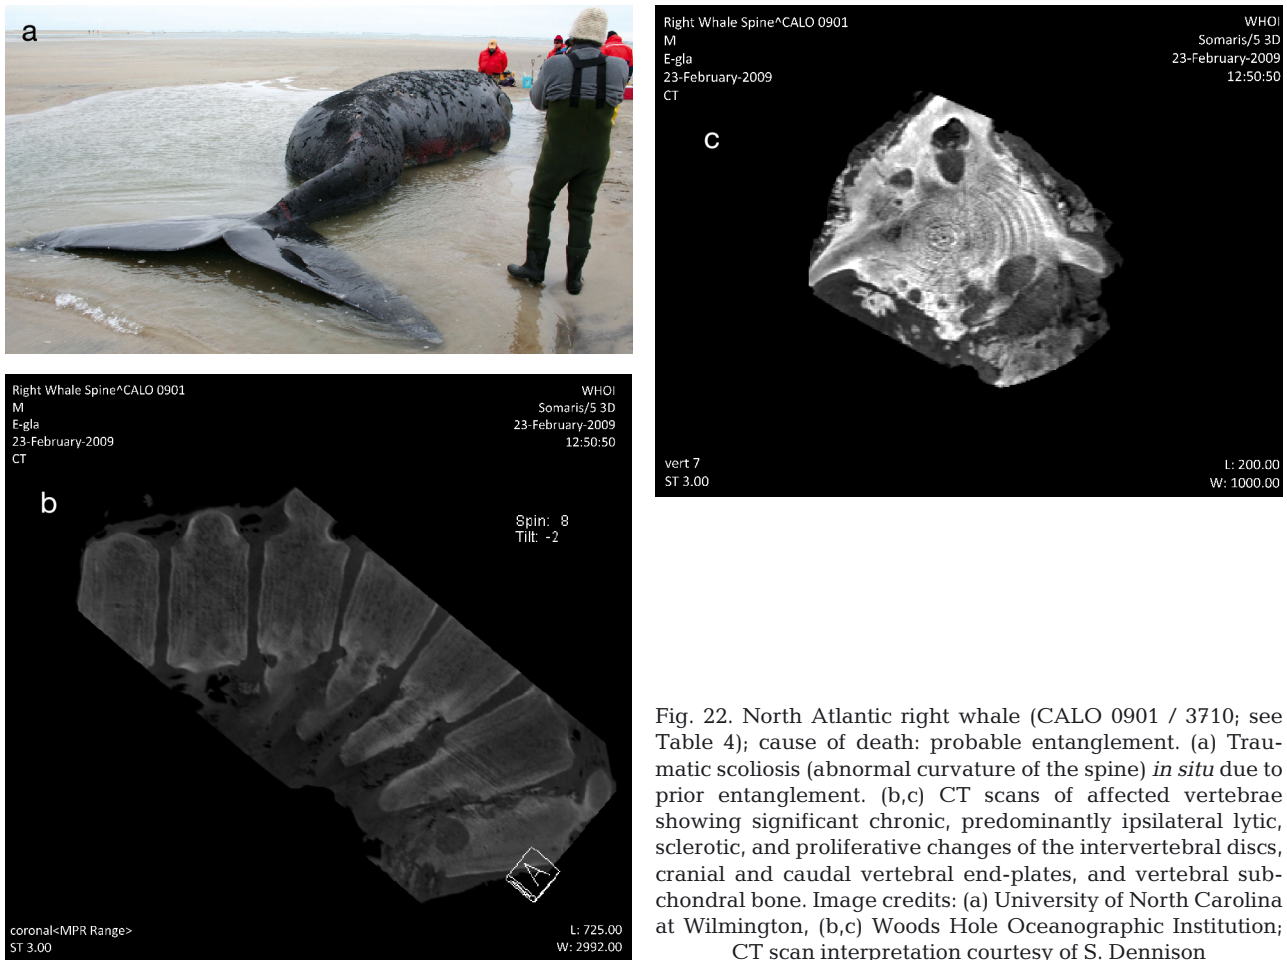 a
Right Whale Spine^CALO 0901
M
E-gla
23-February-2009
CT
WHOI
Somaris/5 3D
23-February-2009
12:50:50
c
vert 7
ST 3.00
L: 200.00
W: 1000.00
Right Whale Spine^CALO 0901
M
E-gla
23-February-2009
CT
WHOI
Somaris/5 3D
23-February-2009
12:50:50
b
Spin: 8
Tilt: -2
A
coronal<MPR Range>
ST 3.00
L: 725.00
W: 2992.00
Fig. 22. North Atlantic right whale (CALO 0901 / 3710; see
Table 4); cause of death: probable entanglement. (a) Trau-
matic scoliosis (abnormal curvature of the spine) in situ due to
prior entanglement. (b,c) CT scans of affected vertebrae
showing significant chronic, predominantly ipsilateral lytic,
sclerotic, and proliferative changes of the intervertebral discs,
cranial and caudal vertebral end-plates, and vertebral sub-
chondral bone. Image credits: (a) University of North Carolina
at Wilmington, (b,c) Woods Hole Oceanographic Institution;
CT scan interpretation courtesy of S. Dennison